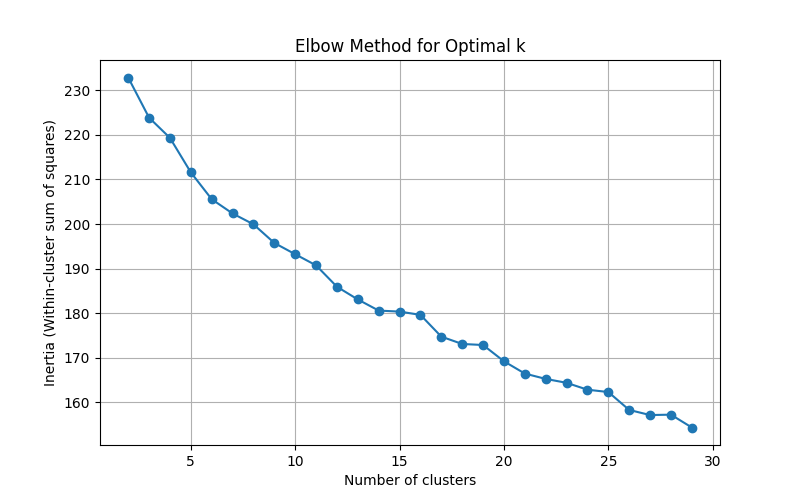 Elbow Method for Optimal k
Inertia (Within-cluster sum of squares)
230
220
210
200
190
180
170
160
5 10 15 20 25 30
Number of clusters